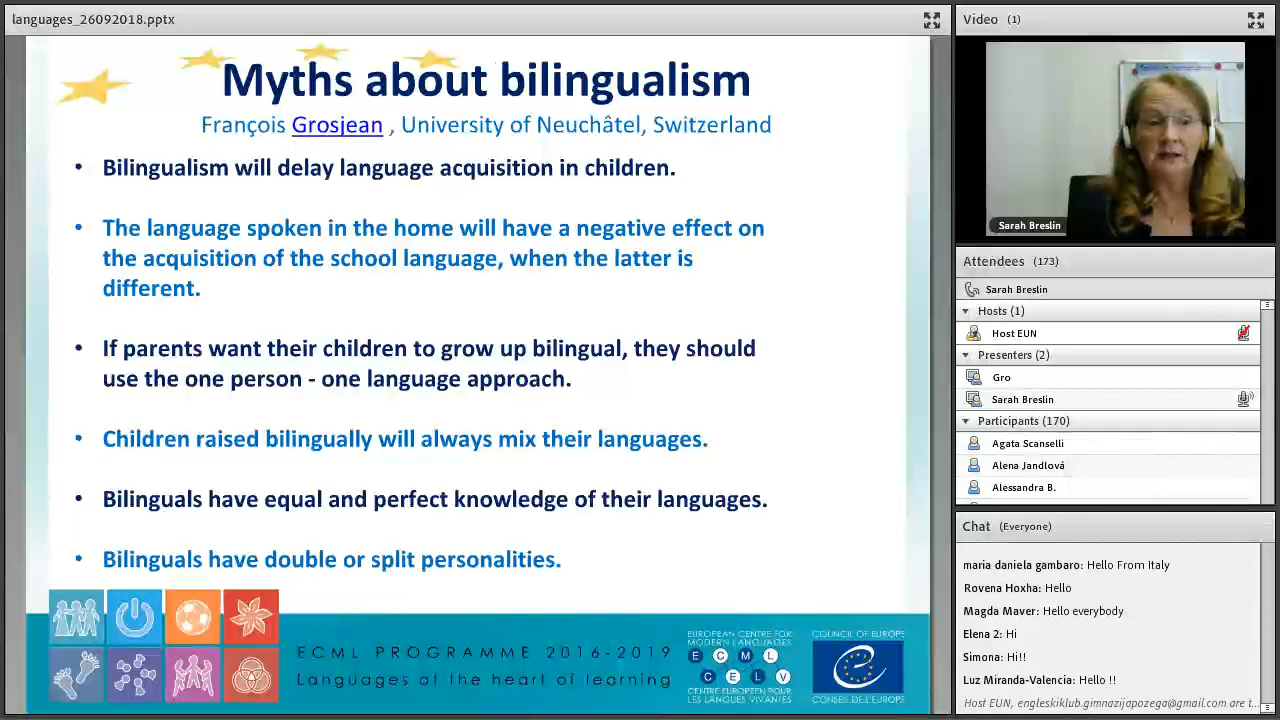 languages_26092018.pptx
Myths about bilingualism
François Grosjean , University of Neuchâtel, Switzerland
• Bilingualism will delay language acquisition in children.
• The language spoken in the home will have a negative effect on
the acquisition of the school language, when the latter is
different.
• If parents want their children to grow up bilingual, they should
use the one person - one language approach.
• Children raised bilingually will always mix their languages.
• Bilinguals have equal and perfect knowledge of their languages.
• Bilinguals have double or split personalities.
ECML PROGRAMME 2016-2019
Languages at the heart of learning
EUROPEAN CENTRE FOR
MODERN LANGUAGES
E C M L
C E L V
CENTRE EUROPEEN POUR
LES LANGUES VIVANTES
COUNCIL OF EUROPE
CONSEIL DE L'EUROPE
Video (1)
Sarah Breslin
Attendees (173)
Sarah Breslin
Hosts (1)
Host EUN
Presenters (2)
Gro
Sarah Breslin
Participants (170)
Agata Scanselli
Alena Jandlová
Alessandra B.
Chat (Everyone)
maria daniela gambaro: Hello From Italy
Rovena Hoxha: Hello
Magda Maver: Hello everybody
Elena 2: Hi
Simona: Hi!!
Luz Miranda-Valencia: Hello !!
Host EUN, engleskiklub.gimnazijapozega@gmail.com are t...